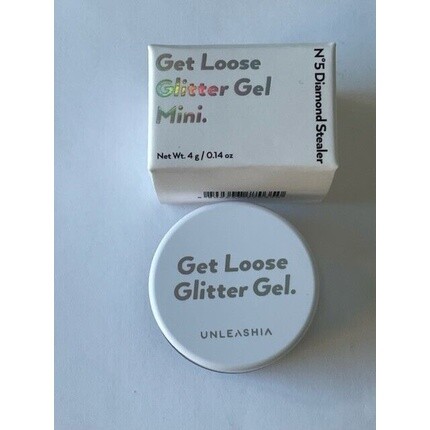 Get Loose
Glitter Gel
Mini.
Net Wt. 4 g / 0.14 oz
N°5 Diamond Stealer
Get Loose
Glitter Gel.
UNLEASHIA